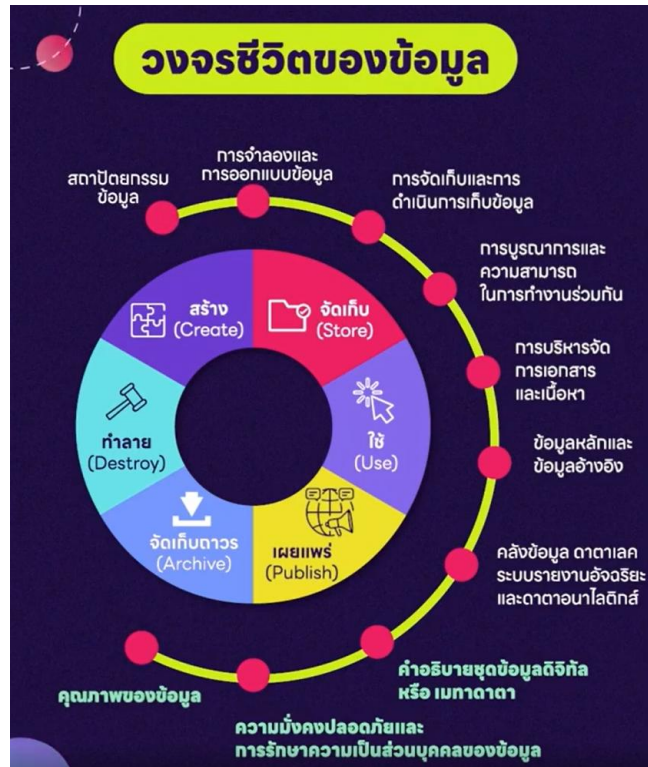 วงจรชีวิตของข้อมูล
สถาปัตยกรรม
ข้อมูล
การจำลองและ
การออกแบบข้อมูล
การจัดเก็บและการ
ดำเนินการเก็บข้อมูล
การบูรณาการและ
ความสามารถ
ในการทำงานร่วมกัน
การบริหารจัด
การเอกสาร
และเนื้อหา
ข้อมูลหลักและ
ข้อมูลอ้างอิง
คลังข้อมูล ดาตาเลค
ระบบรายงานอัจฉริยะ
และดาตาอนาไลติกส์
คำอธิบายชุดข้อมูลดิจิทัล
หรือ เมทาดาตา
ความมั่งคงปลอดภัยและ
การรักษาความเป็นส่วนบุคคลของข้อมูล
คุณภาพของข้อมูล
สร้าง
(Create)
จัดเก็บ
(Store)
ใช้
(Use)
เผยแพร่
(Publish)
จัดเก็บถาวร
(Archive)
ทำลาย
(Destroy)